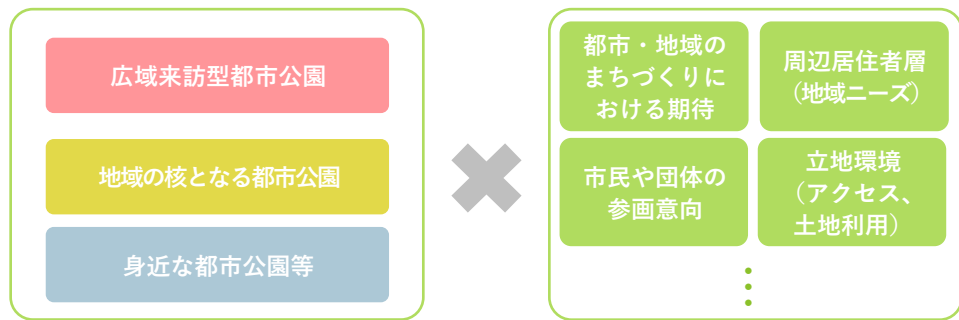 広域来訪型都市公園
地域の核となる都市公園
身近な都市公園等
都市・地域の
まちづくりに
おける期待
周辺居住者層
（地域ニーズ）
市民や団体の
参画意向
立地環境
（アクセス、
土地利用）